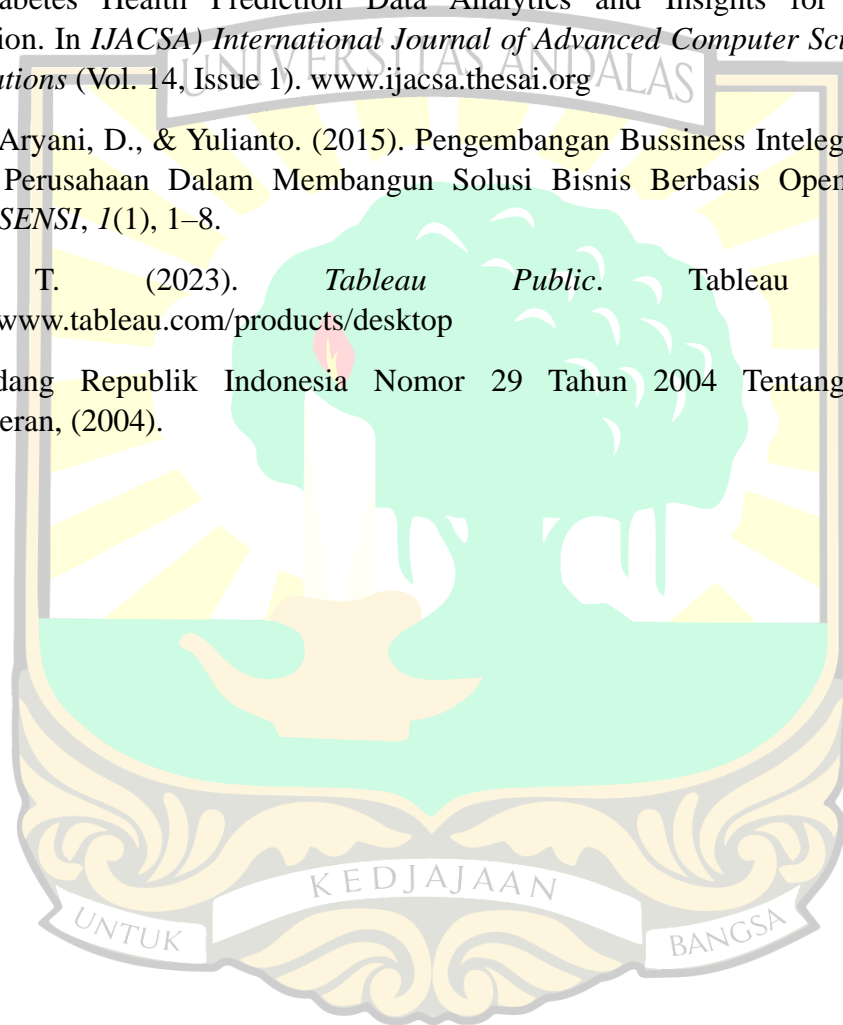 abetes Health Prediction Data Analytics and Insights for
ion. In IJACSA) International Journal of Advanced Computer Sci
utions (Vol. 14, Issue 1). www.ijacsa.thesai.org
UNIVERSITAS ANDALAS
Aryani, D., & Yulianto. (2015). Pengembangan Bussiness Inteleg
Perusahaan Dalam Membangun Solusi Bisnis Berbasis Open
SENSI, 1(1), 1–8.
T. (2023). Tableau Public. Tableau
www.tableau.com/products/desktop
dang Republik Indonesia Nomor 29 Tahun 2004 Tentang
eran, (2004).
KEDJAJAAN
UNTUK
BANGSA